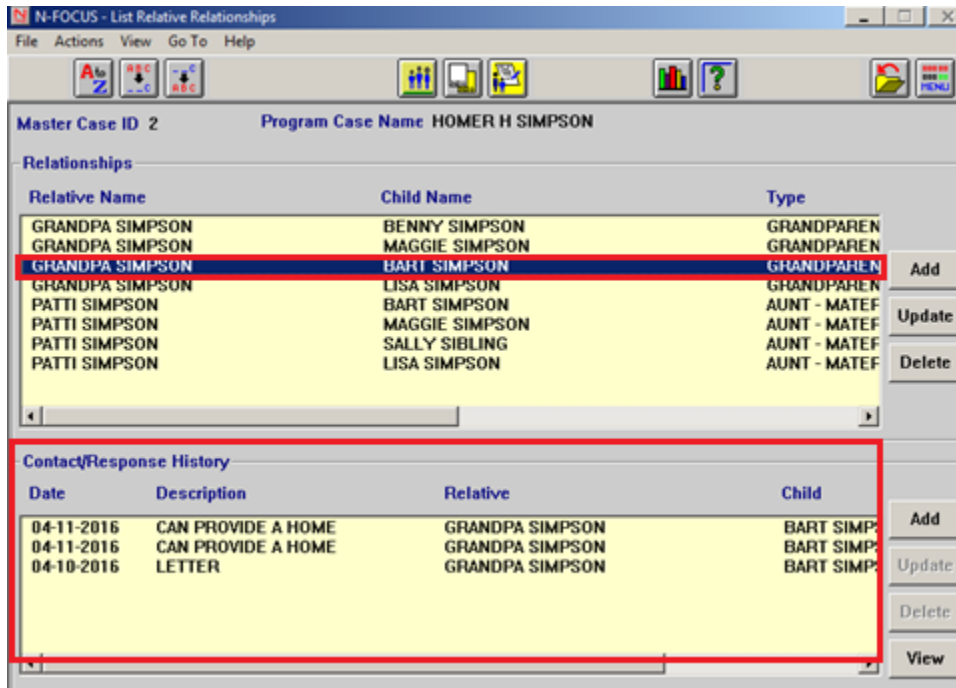 N-FOCUS - List Relative Relationships
File Actions View Go To Help
MENU
Master Case ID 2 Program Case Name HOMER H SIMPSON
Relationships
Relative Name Child Name Type
GRANDPA SIMPSON BENNY SIMPSON GRANDPAREN
GRANDPA SIMPSON MAGGIE SIMPSON GRANDPAREN
GRANDPA SIMPSON BART SIMPSON GRANDPAREN
GRANDPA SIMPSON LISA SIMPSON GRANDPAREN
PATTI SIMPSON BART SIMPSON AUNT - MATEF
PATTI SIMPSON MAGGIE SIMPSON AUNT - MATEF
PATTI SIMPSON SALLY SIBLING AUNT - MATEF
PATTI SIMPSON LISA SIMPSON AUNT - MATEF
Add
Update
Delete
Contact/Response History
Date Description Relative Child
04-11-2016 CAN PROVIDE A HOME GRANDPA SIMPSON BART SIMP
04-11-2016 CAN PROVIDE A HOME GRANDPA SIMPSON BART SIMP
04-10-2016 LETTER GRANDPA SIMPSON BART SIMP
Add
Update
Delete
View